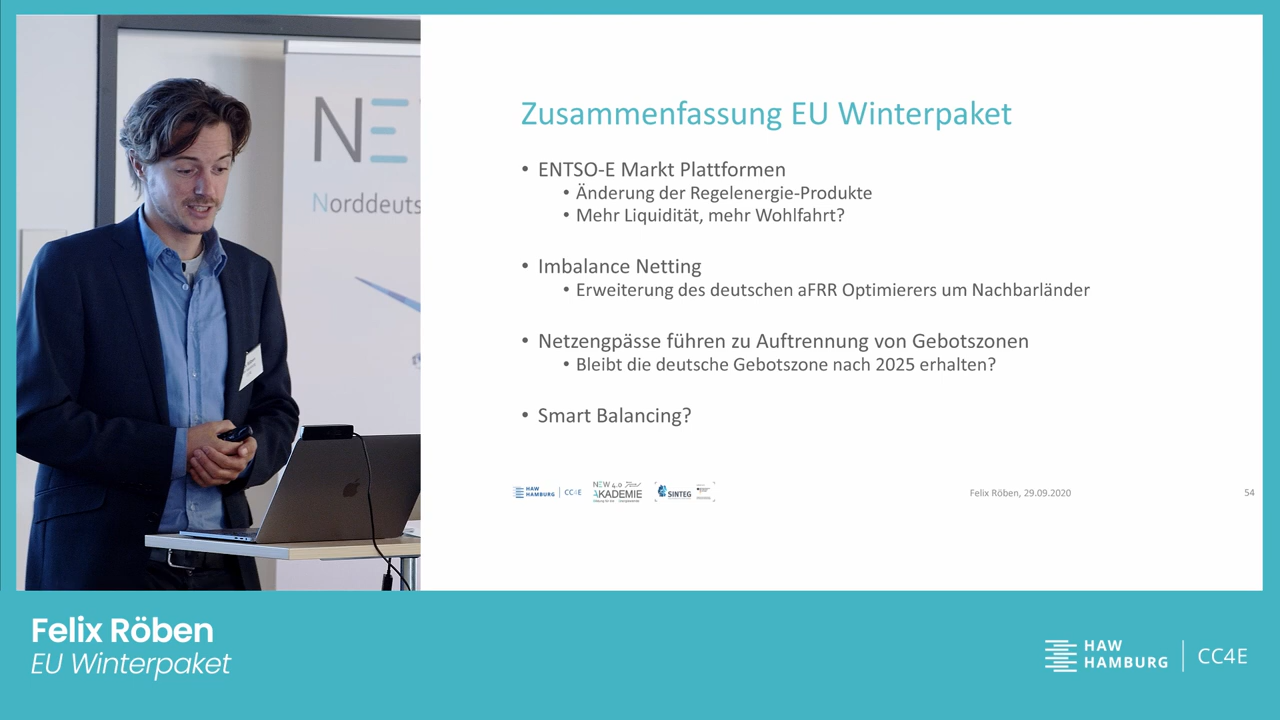 NE
Norddeuts
Zusammenfassung EU Winterpaket
• ENTSO-E Markt Plattformen
• Änderung der Regelenergie-Produkte
• Mehr Liquidität, mehr Wohlfahrt?
• Imbalance Netting
• Erweiterung des deutschen aFRR Optimierers um Nachbarländer
• Netzengpässe führen zu Auftrennung von Gebotszonen
• Bleibt die deutsche Gebotszone nach 2025 erhalten?
• Smart Balancing?
HAW HAMBURG | CC4E
NEW 4.0
AKADEMIE
SINTEG
Felix Röben, 29.09.2020
54
Felix Röben
EU Winterpaket
HAW
HAMBURG
CC4E